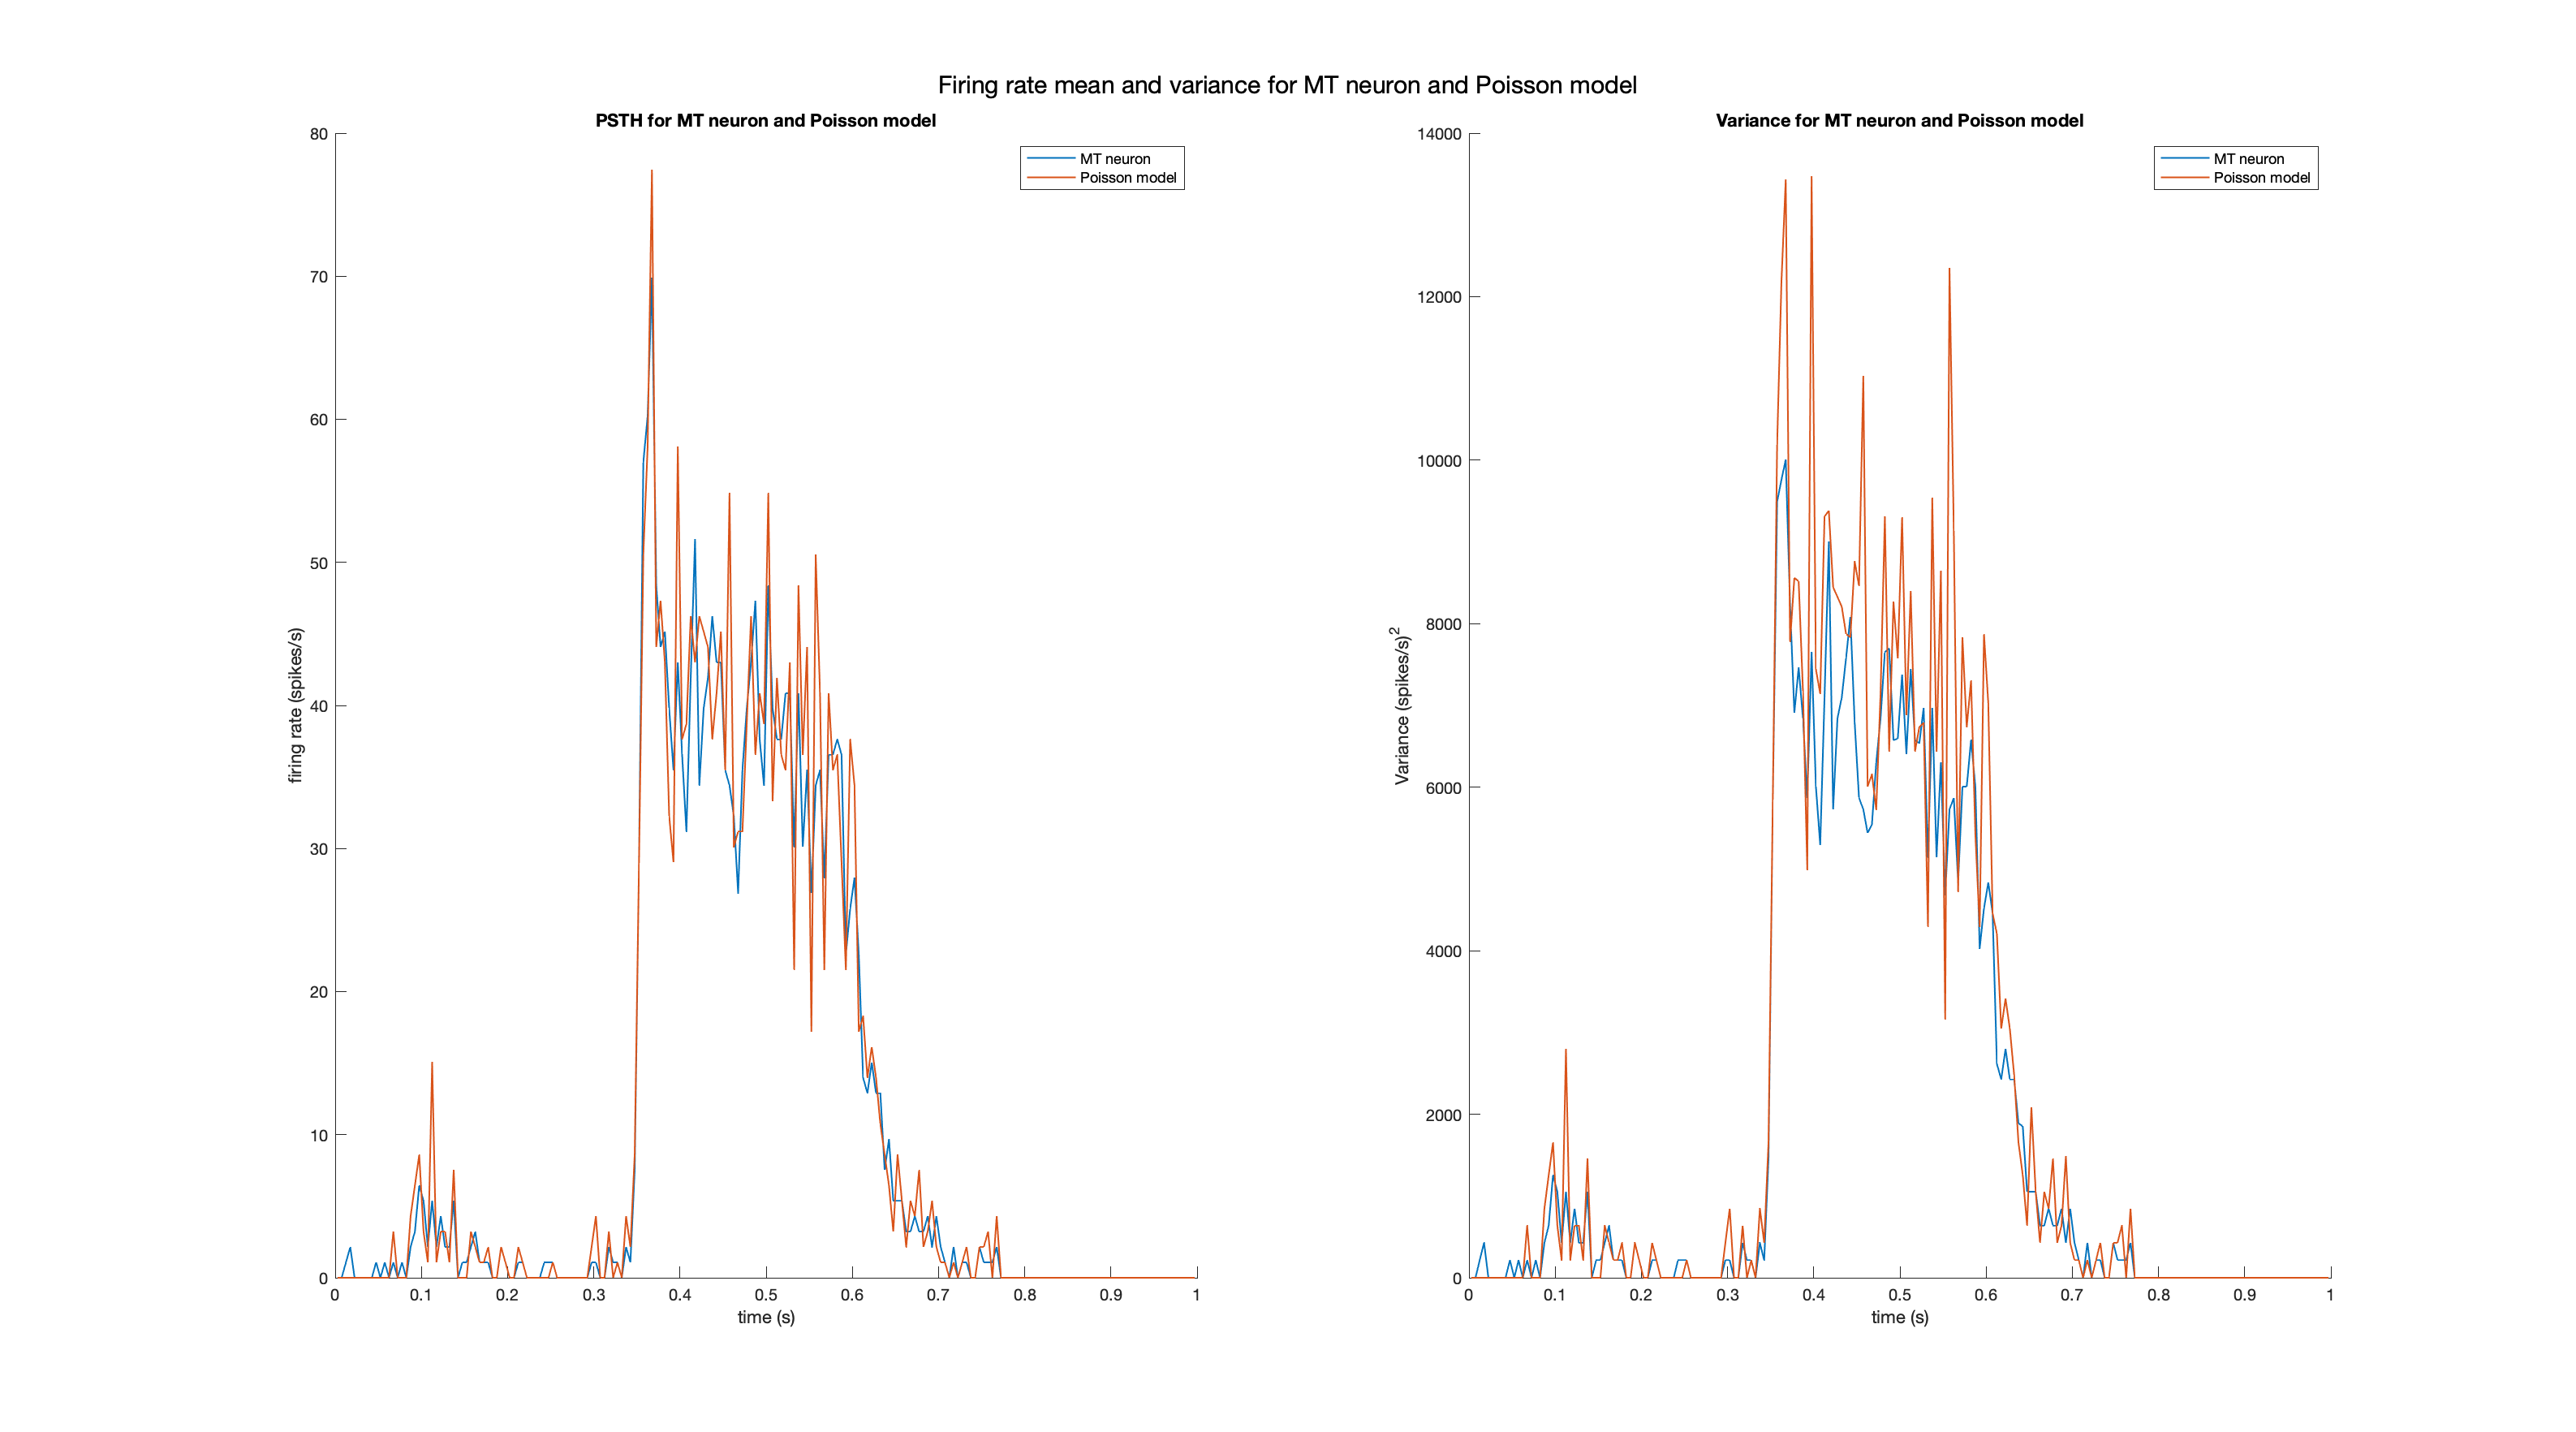 Firing rate mean and variance for MT neuron and Poisson model
PSTH for MT neuron and Poisson model
80
70
60
50
40
30
20
10
0
firing rate (spikes/s)
MT neuron
Poisson model
0 0.1 0.2 0.3 0.4 0.5 0.6 0.7 0.8 0.9 1
time (s)
Variance for MT neuron and Poisson model
14000
12000
10000
8000
6000
4000
2000
0
Variance (spikes/s)²
MT neuron
Poisson model
0 0.1 0.2 0.3 0.4 0.5 0.6 0.7 0.8 0.9 1
time (s)